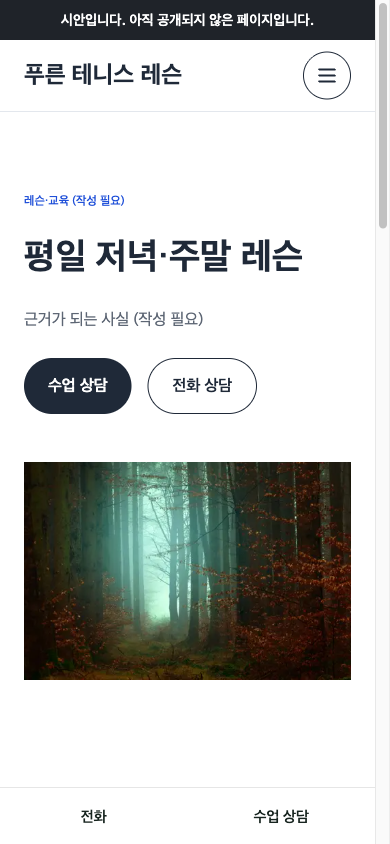 시안입니다. 아직 공개되지 않은 페이지입니다.
푸른 테니스 레슨
레슨·교육 (작성 필요)
평일 저녁·주말 레슨
근거가 되는 사실 (작성 필요)
수업 상담
전화 상담
전화
수업 상담